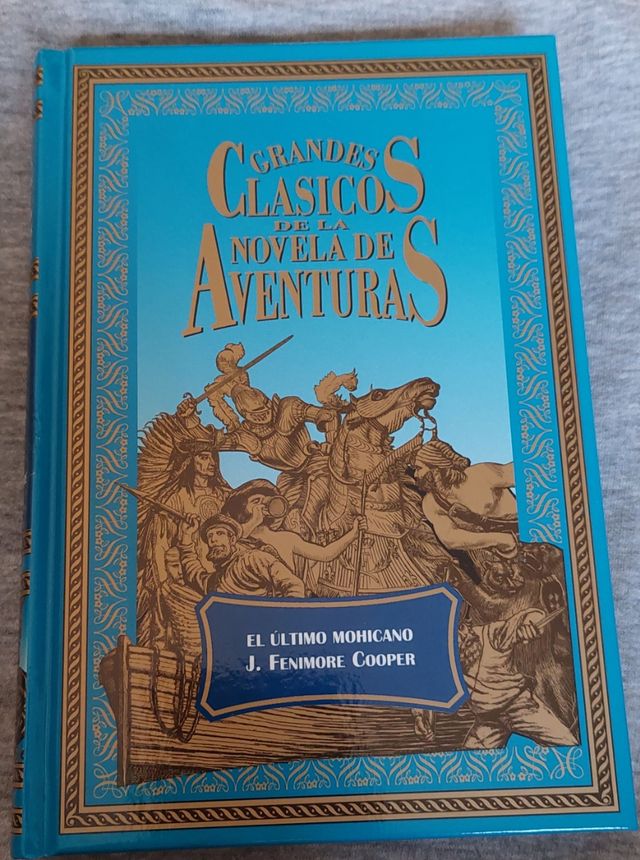 GRANDES
CLASICOS
DE LA
NOVELA DE
AVENTURAS
EL ÚLTIMO MOHICANO
J. FENIMORE COOPER